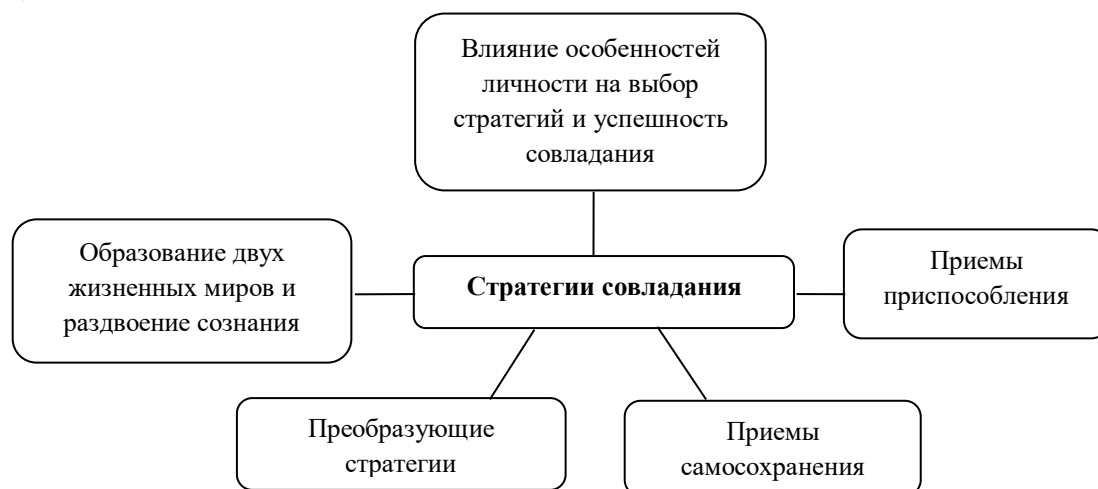 Влияние особенностей
личности на выбор
стратегий и успешность
совладания
Образование двух
жизненных миров и
раздвоение сознания
Стратегии совладания
Приемы
приспособления
Преобразующие
стратегии
Приемы
самосохранения